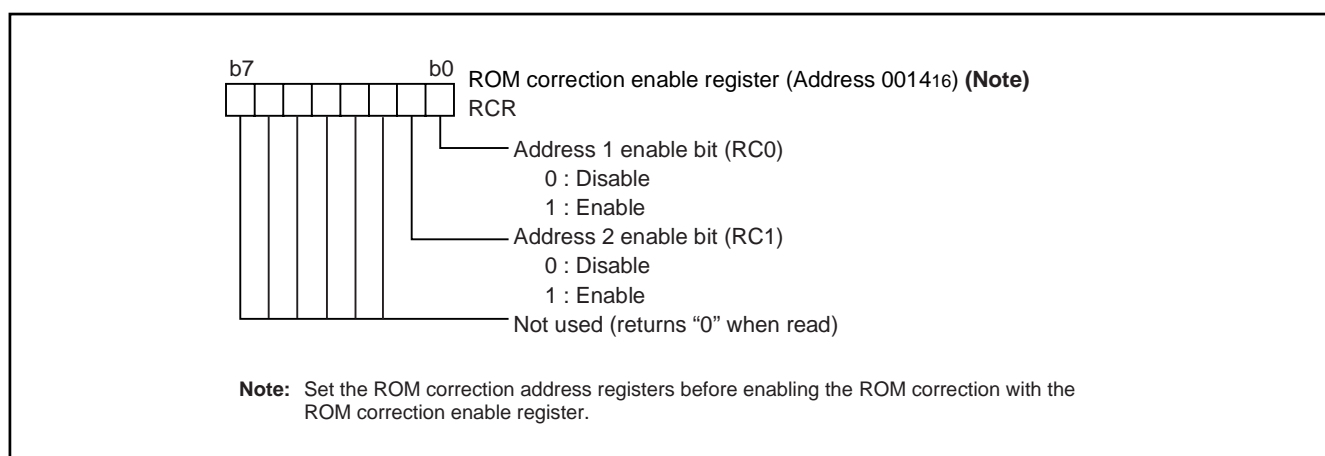 b7 b0
ROM correction enable register (Address 001416) (Note)
RCR
Address 1 enable bit (RC0)
0 : Disable
1 : Enable
Address 2 enable bit (RC1)
0 : Disable
1 : Enable
Not used (returns “0” when read)
Note: Set the ROM correction address registers before enabling the ROM correction with the
ROM correction enable register.